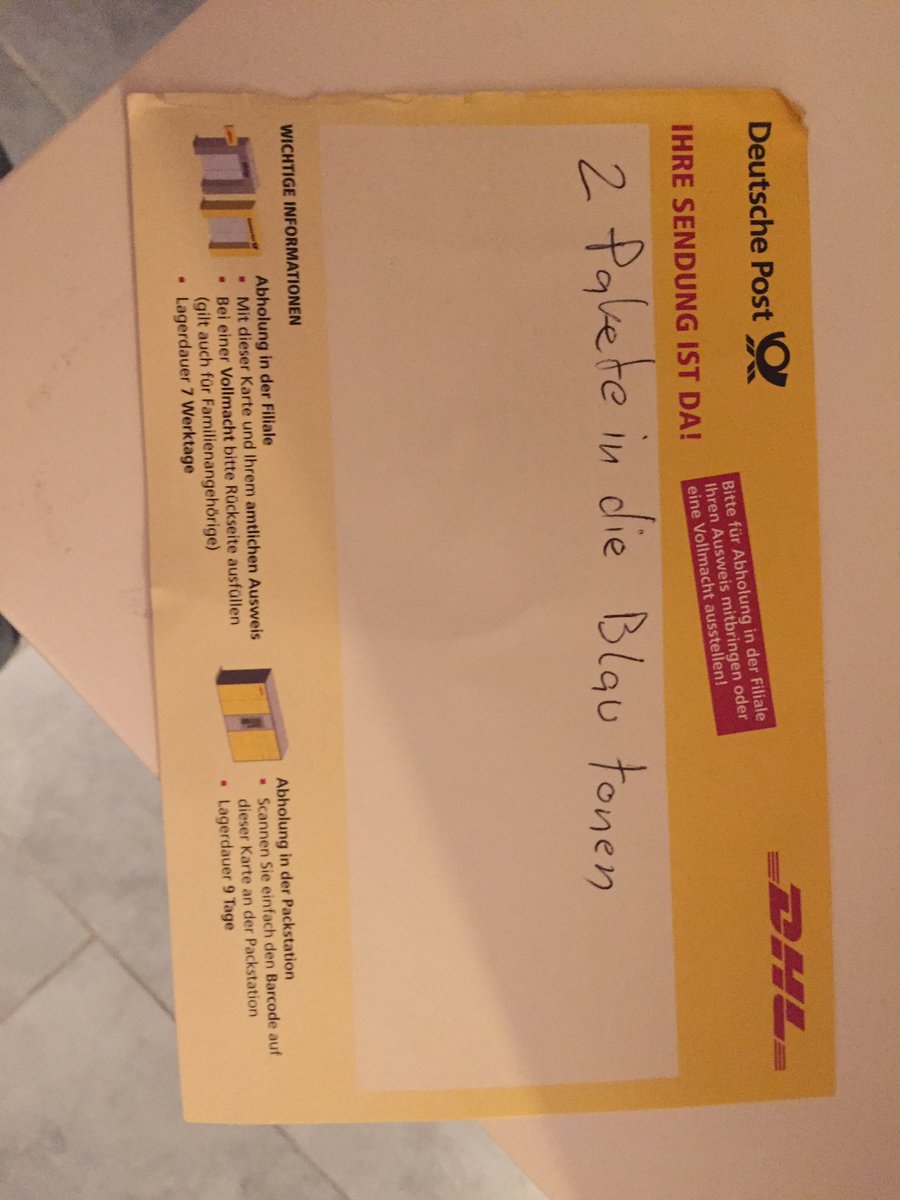 Deutsche Post
DHL
IHRE SENDUNG IST DA!
Bitte für Abholung in der Filiale
Ihren Ausweis mitbringen oder
eine Vollmacht ausstellen!
2 Pakete in die Blau tonen
WICHTIGE INFORMATIONEN
Abholung in der Filiale
▪ Mit dieser Karte und Ihrem amtlichen Ausweis
▪ Bei einer Vollmacht bitte Rückseite ausfüllen
(gilt auch für Familienangehörige)
▪ Lagerdauer 7 Werktage
Abholung in der Packstation
▪ Scannen Sie einfach den Barcode auf
dieser Karte an der Packstation
▪ Lagerdauer 9 Tage